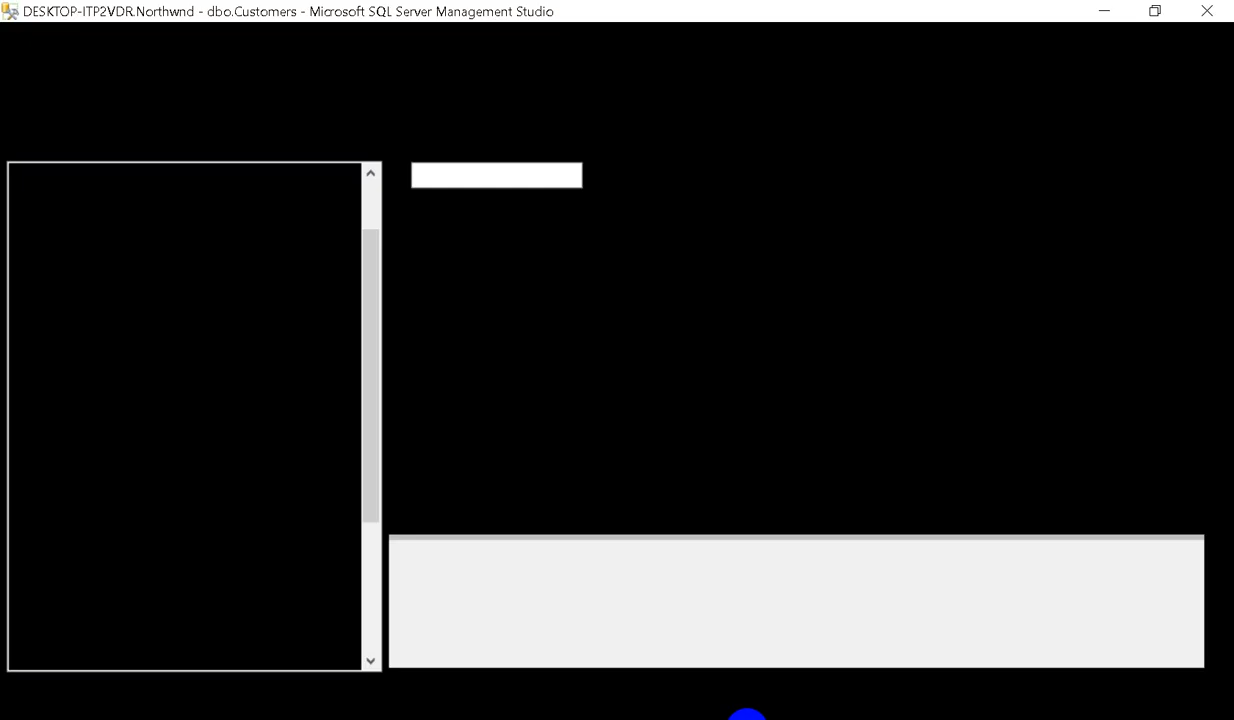 DESKTOP-ITP2VDR.Northwnd - dbo.Customers - Microsoft SQL Server Management Studio